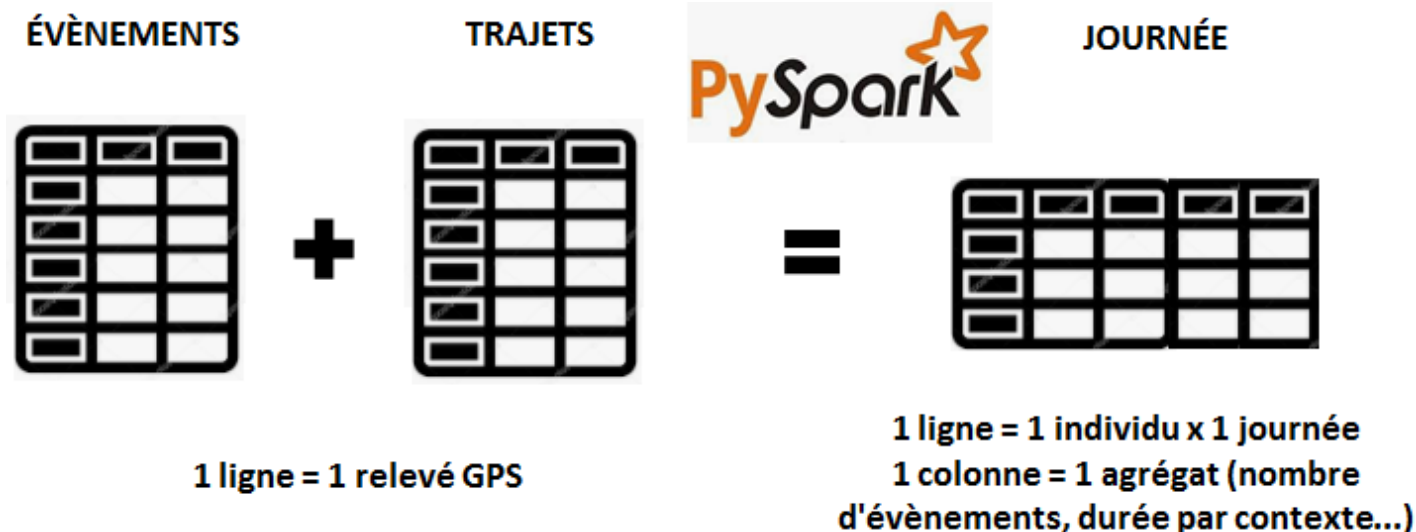 ÉVÈNEMENTS
TRAJETS
PySpark
JOURNÉE
1 ligne = 1 relevé GPS
1 ligne = 1 individu x 1 journée
1 colonne = 1 agrégat (nombre
d'évènements, durée par contexte...)